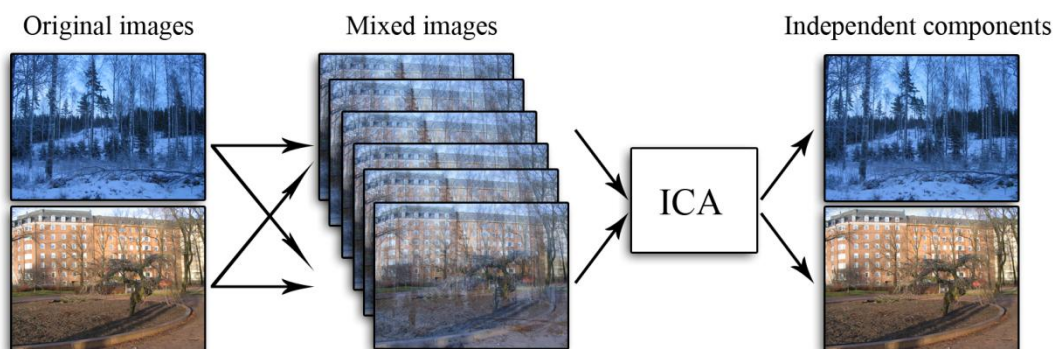 Original images
Mixed images
Independent components
ICA